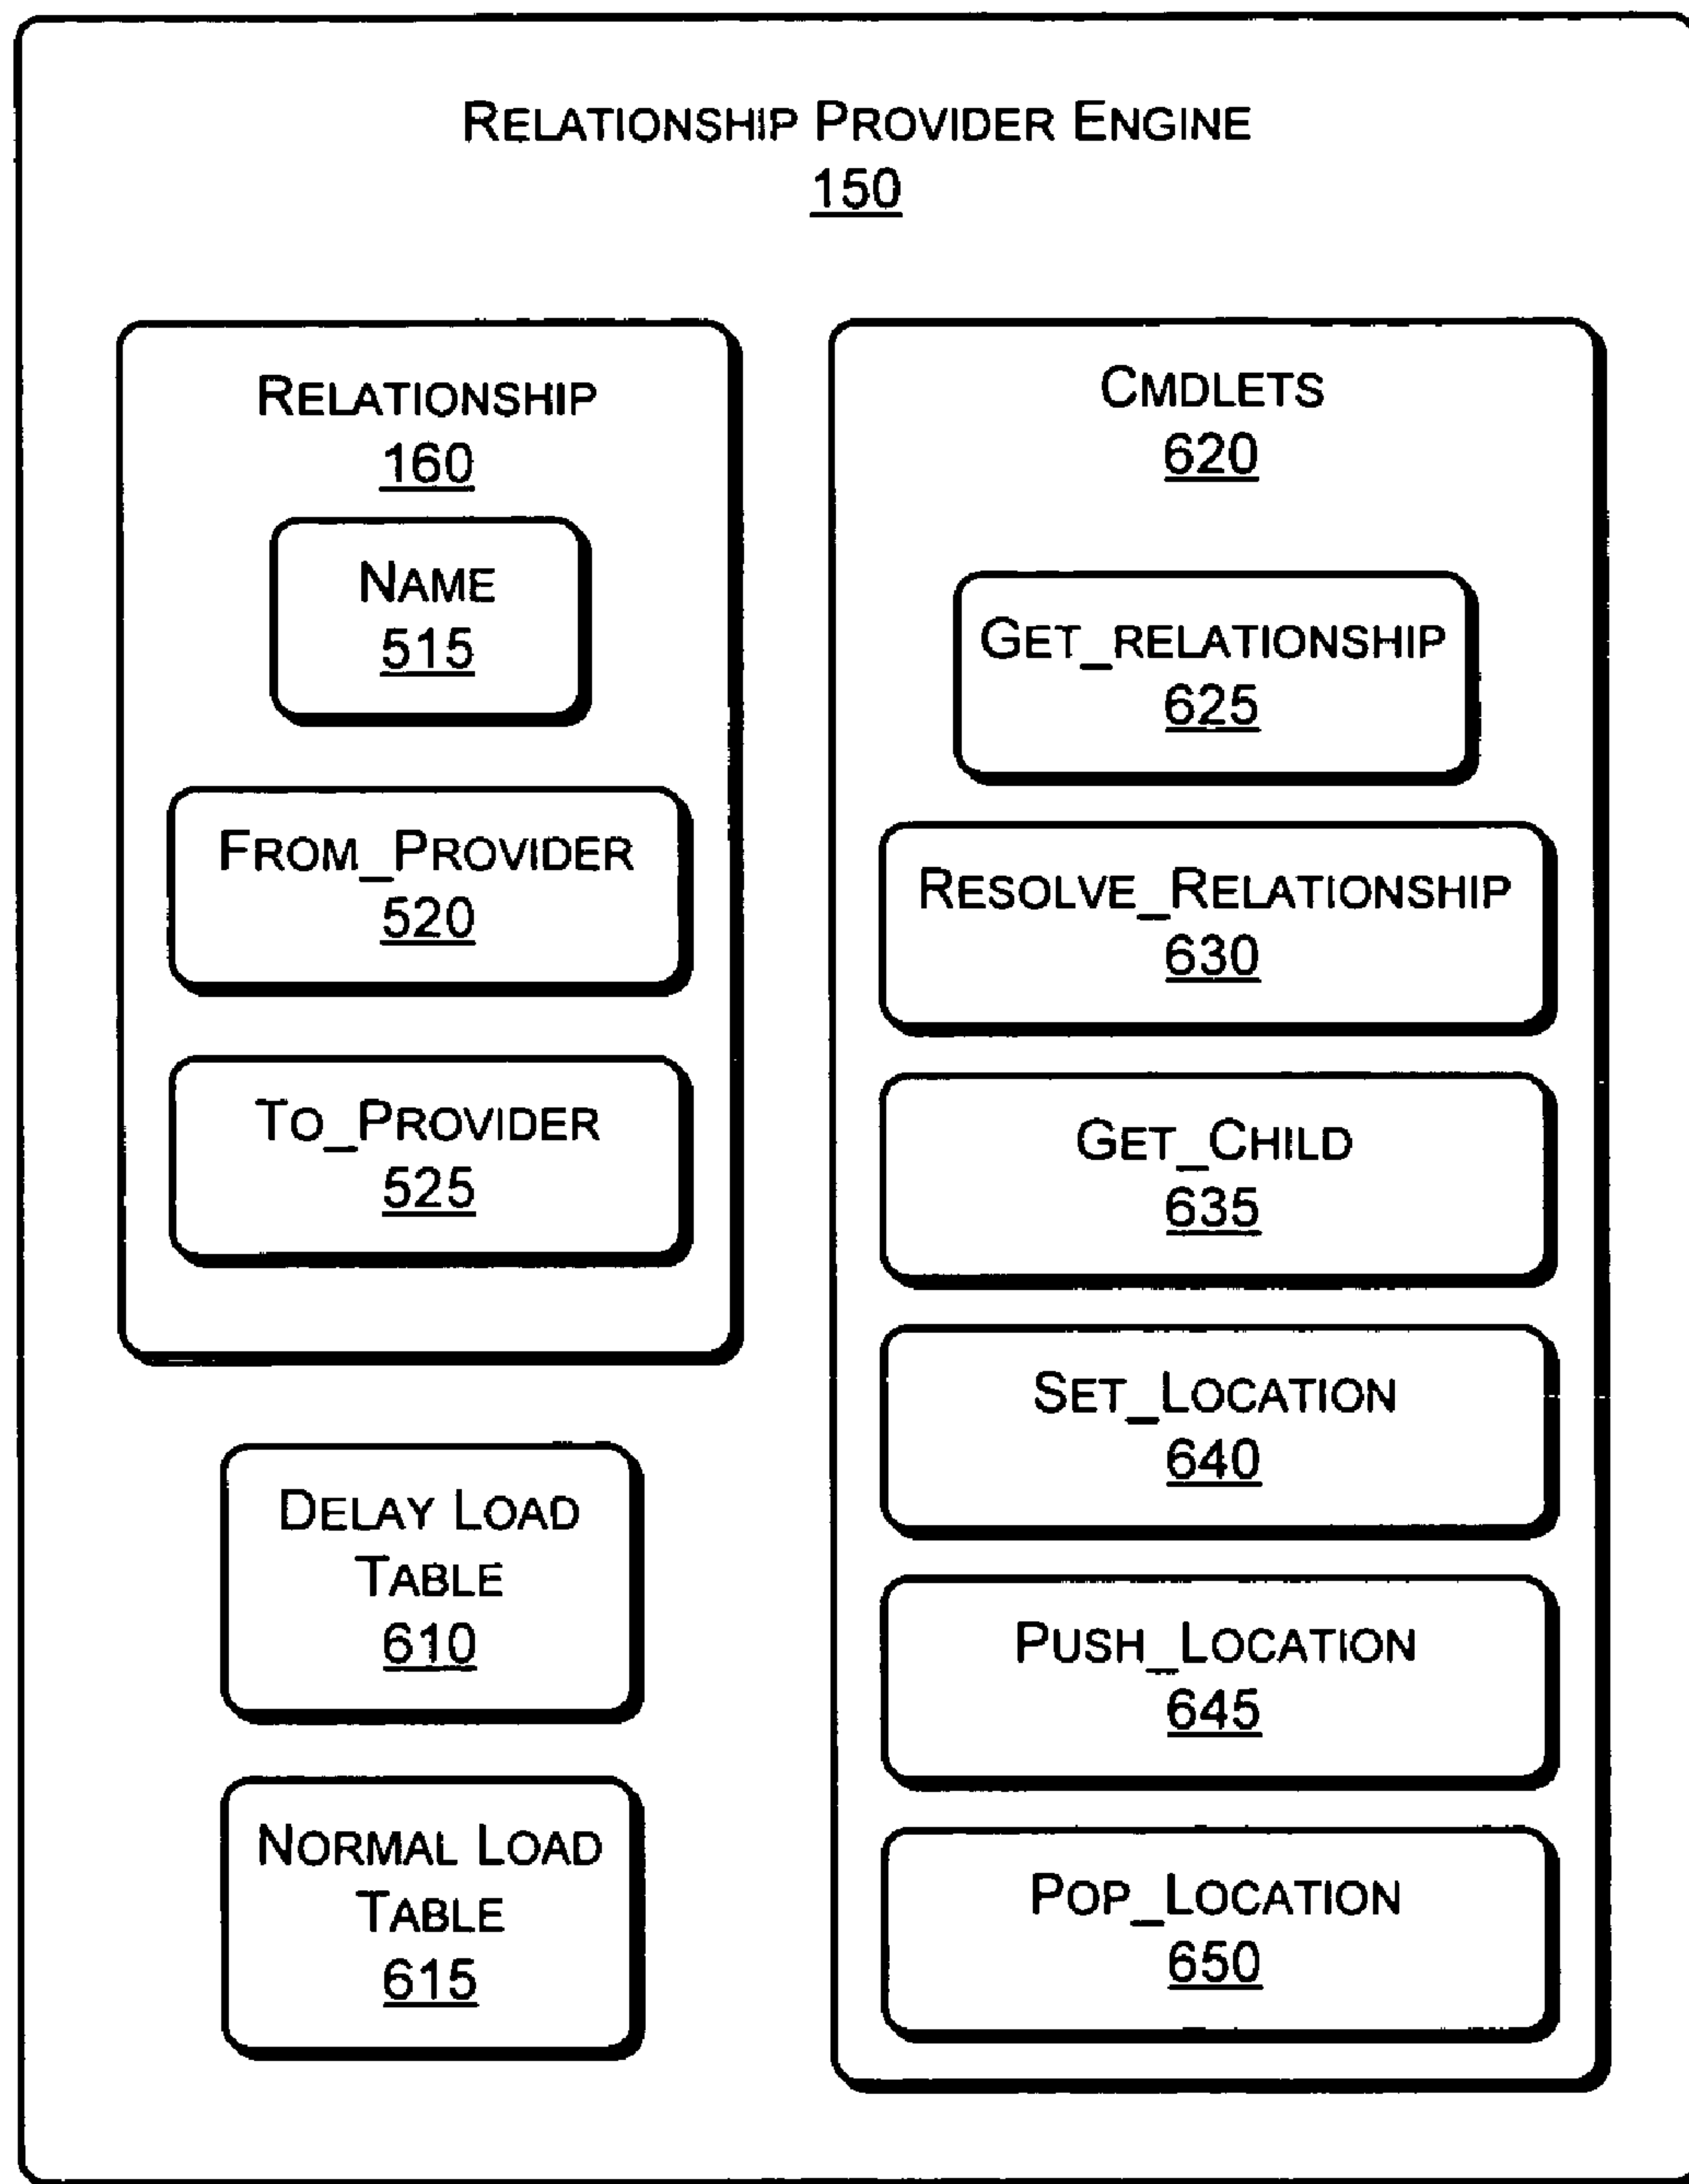 RELATIONSHIP PROVIDER ENGINE
150
RELATIONSHIP
160
NAME
515
FROM_PROVIDER
520
TO_PROVIDER
525
DELAY LOAD
TABLE
610
NORMAL LOAD
TABLE
615
CMDLETS
620
GET_RELATIONSHIP
625
RESOLVE_RELATIONSHIP
630
GET_CHILD
635
SET_LOCATION
640
PUSH_LOCATION
645
POP_LOCATION
650